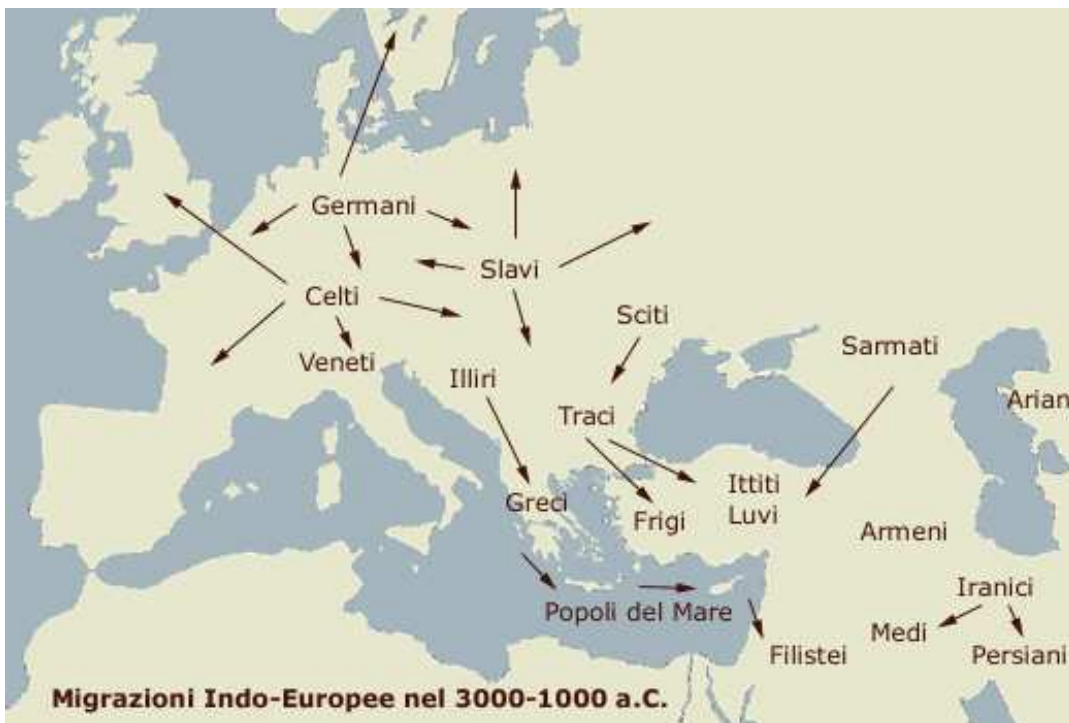 Germani
Slavi
Celti
Sciti
Sarmati
Veneti
Illiri
Arian
Traci
Ittiti
Luvi
Greci
Frigi
Armeni
Iranici
Popoli del Mare
Medi
Filistei
Persiani
Migrazioni Indo-Europee nel 3000-1000 a.C.